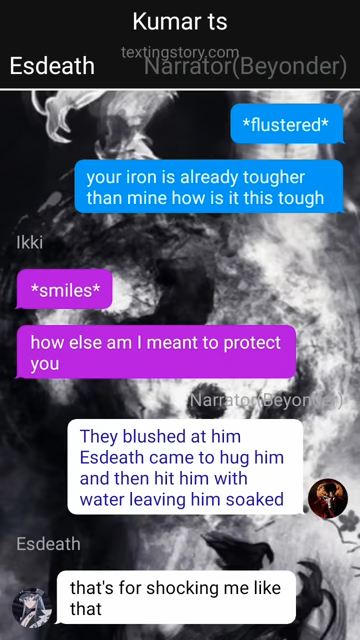 Kumar ts
textingstory.com
Esdeath
Narrator(Beyonder)
*flustered*
your iron is already tougher
than mine how is it this tough
Ikki
*smiles*
how else am I meant to protect
you
Narrator(Beyonder)
They blushed at him
Esdeath came to hug him
and then hit him with
water leaving him soaked
Esdeath
that's for shocking me like
that